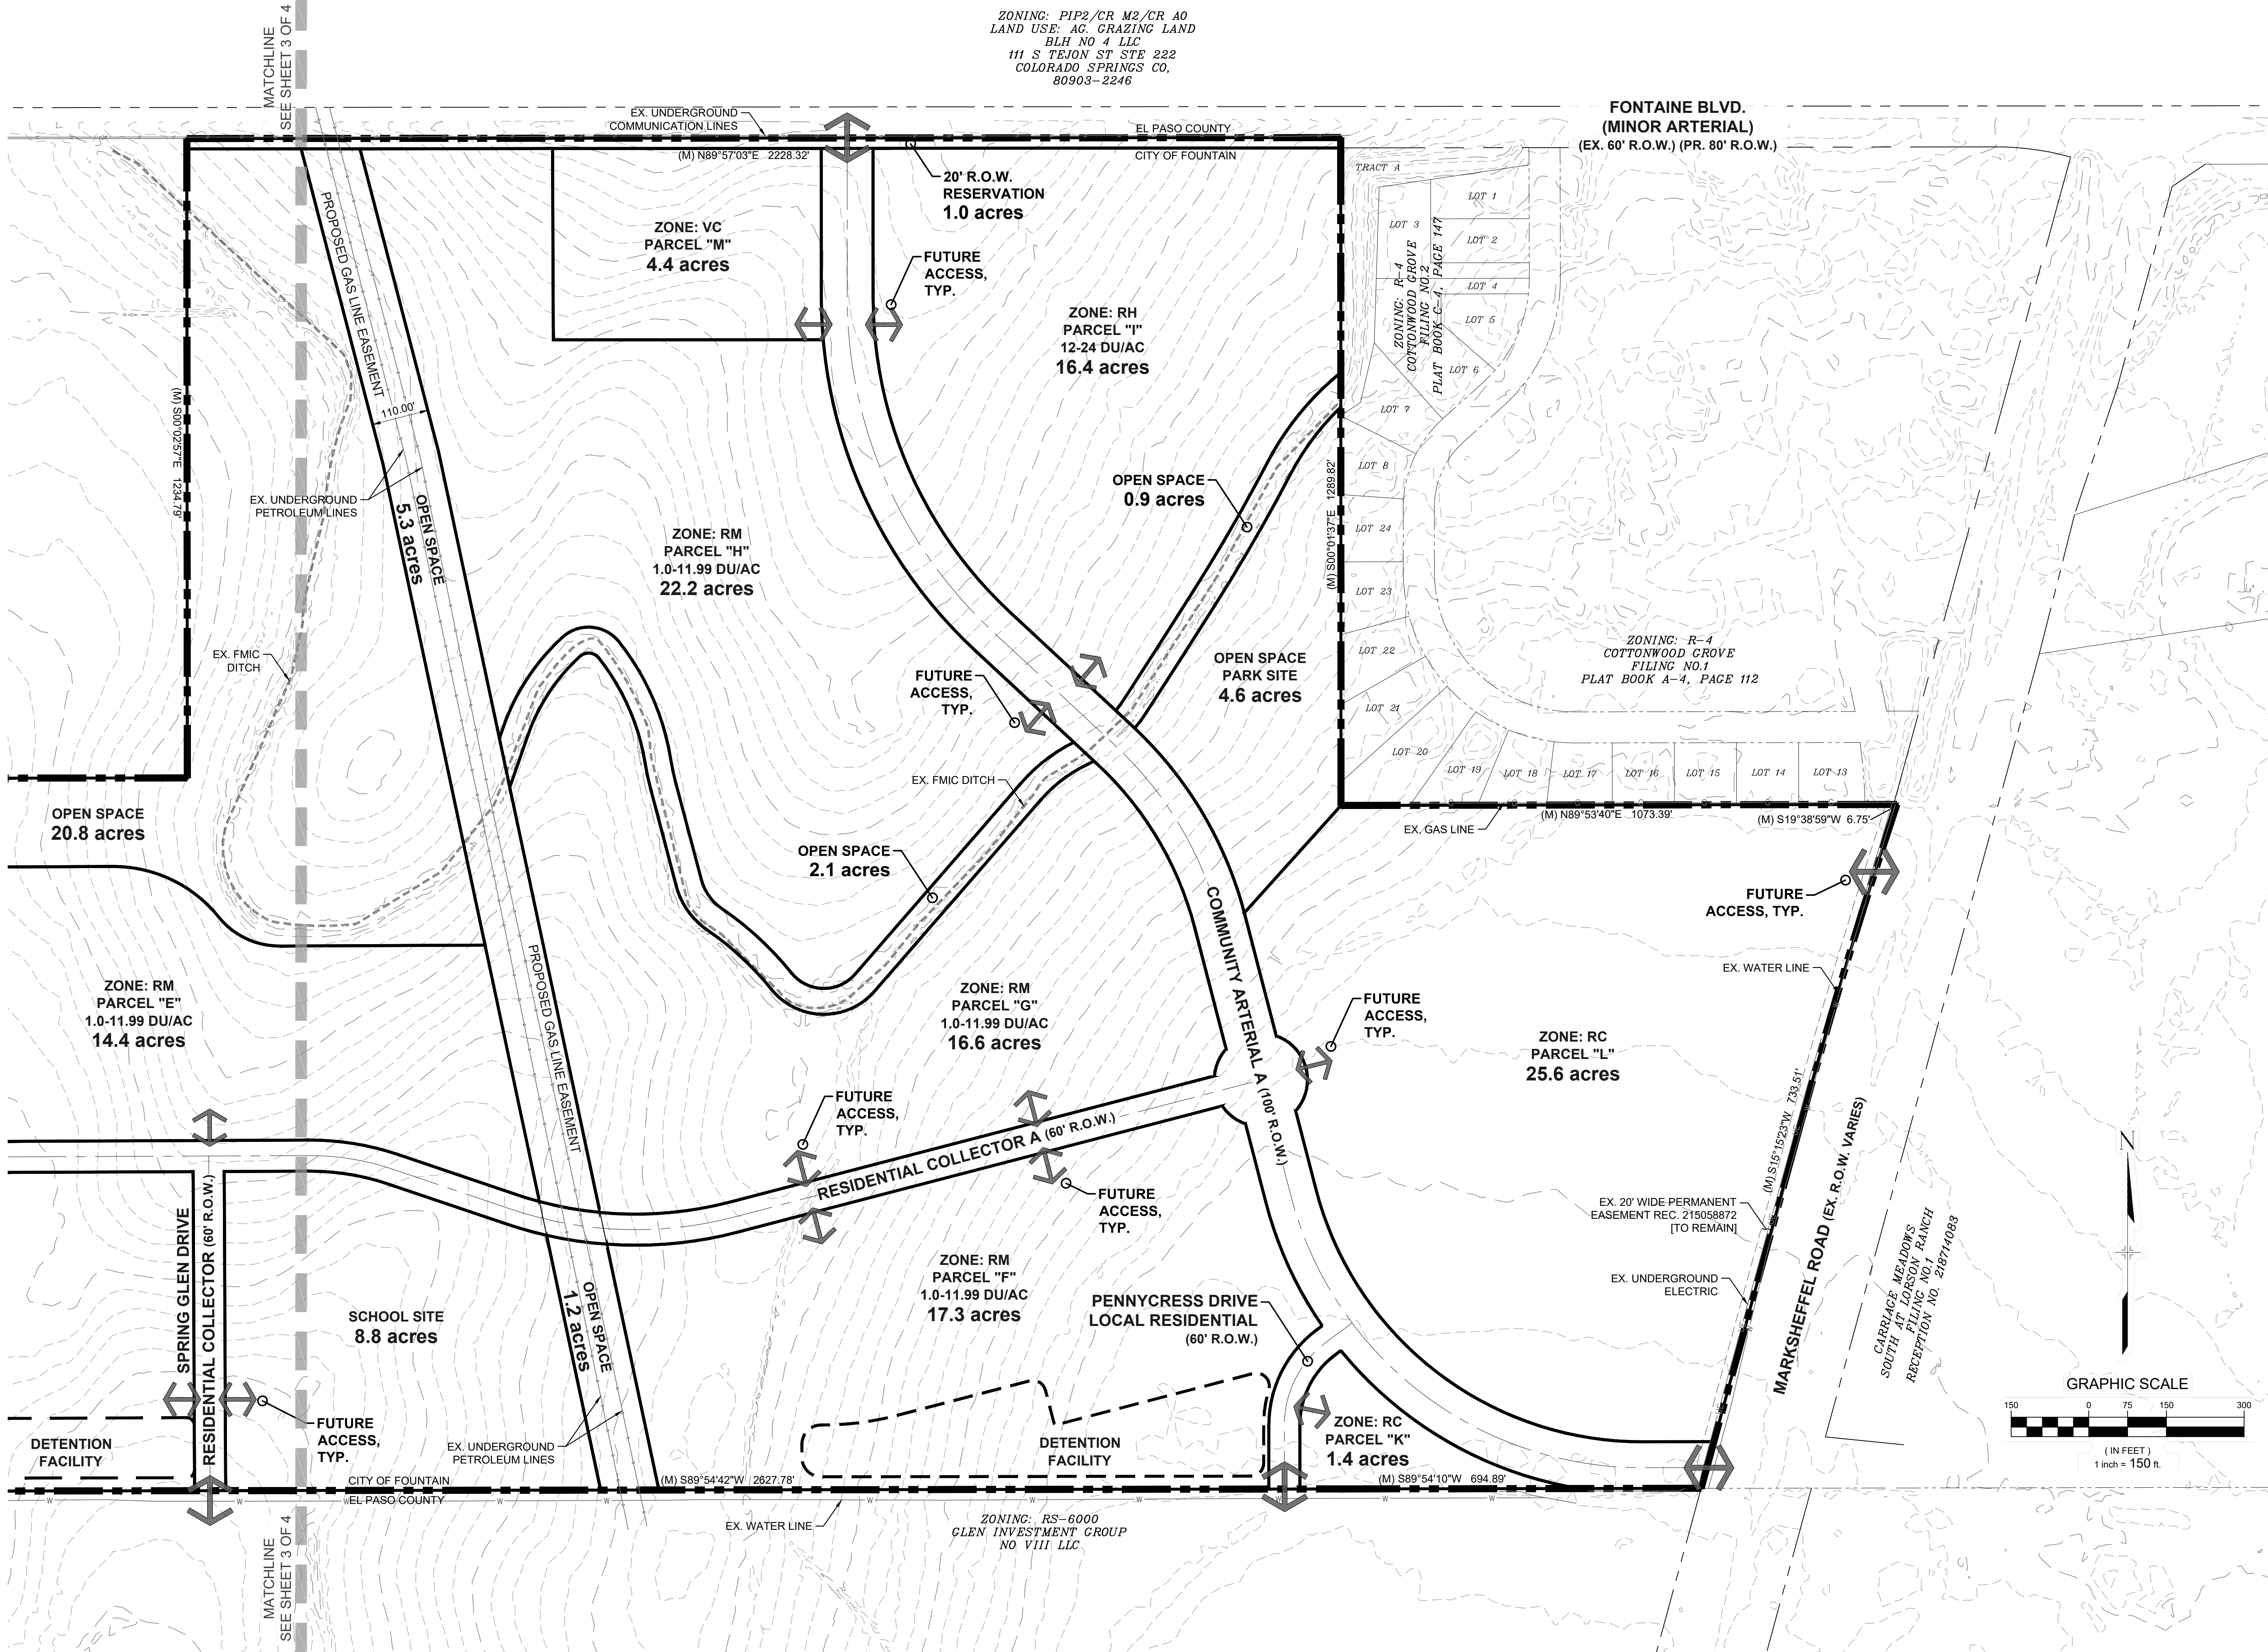 ZONING: PIP2/CR M2/CR AO
LAND USE: AG. GRAZING LAND
BLH NO 4 LLC
111 S TEJON ST STE 222
COLORADO SPRINGS CO,
80903-2246
MATCHLINE
SEE SHEET 3 OF 4
EX. UNDERGROUND
COMMUNICATION LINES
EL PASO COUNTY
(M) N89°57'03"E 2228.32'
CITY OF FOUNTAIN
FONTAINE BLVD.
(MINOR ARTERIAL)
(EX. 60' R.O.W.) (PR. 80' R.O.W.)
20' R.O.W.
RESERVATION
1.0 acres
TRACT A
LOT 1
LOT 3
LOT 2
LOT 4
LOT 5
LOT 6
LOT 7
LOT 8
LOT 24
LOT 23
LOT 22
LOT 21
LOT 20
LOT 19
LOT 18
LOT 17
LOT 16
LOT 15
LOT 14
LOT 13
ZONING: R-4
COTTONWOOD GROVE
FILING NO.2
PLAT BOOK C-4, PAGE 147
PROPOSED GAS LINE EASEMENT
ZONE: VC
PARCEL "M"
4.4 acres
FUTURE
ACCESS,
TYP.
ZONE: RH
PARCEL "I"
12-24 DU/AC
16.4 acres
110.00'
(M) S00°02'57"E 1234.79'
EX. UNDERGROUND
PETROLEUM LINES
OPEN SPACE
5.3 acres
OPEN SPACE
0.9 acres
(M) S00°01'37"E 1289.82'
ZONE: RM
PARCEL "H"
1.0-11.99 DU/AC
22.2 acres
EX. FMIC
DITCH
OPEN SPACE
PARK SITE
4.6 acres
FUTURE
ACCESS,
TYP.
ZONING: R-4
COTTONWOOD GROVE
FILING NO.1
PLAT BOOK A-4, PAGE 112
EX. FMIC DITCH
OPEN SPACE
20.8 acres
EX. GAS LINE
(M) N89°53'40"E 1073.39'
(M) S19°38'59"W 6.75'
OPEN SPACE
2.1 acres
FUTURE
ACCESS, TYP.
COMMUNITY ARTERIAL A (100' R.O.W.)
PROPOSED GAS LINE EASEMENT
EX. WATER LINE
ZONE: RM
PARCEL "E"
1.0-11.99 DU/AC
14.4 acres
ZONE: RM
PARCEL "G"
1.0-11.99 DU/AC
16.6 acres
FUTURE
ACCESS,
TYP.
ZONE: RC
PARCEL "L"
25.6 acres
(M) S15°15'23"W 733.51'
FUTURE
ACCESS,
TYP.
RESIDENTIAL COLLECTOR A (60' R.O.W.)
FUTURE
ACCESS,
TYP.
N
EX. 20' WIDE PERMANENT
EASEMENT REC. 215058872
[TO REMAIN]
MARKSHEFFEL ROAD (EX. R.O.W. VARIES)
CARRIAGE MEADOWS
SOUTH AT LORSON RANCH
FILING NO.1
RECEPTION NO. 218714083
SPRING GLEN DRIVE
RESIDENTIAL COLLECTOR (60' R.O.W.)
SCHOOL SITE
8.8 acres
OPEN SPACE
1.2 acres
ZONE: RM
PARCEL "F"
1.0-11.99 DU/AC
17.3 acres
PENNYCRESS DRIVE
LOCAL RESIDENTIAL
(60' R.O.W.)
EX. UNDERGROUND
ELECTRIC
GRAPHIC SCALE
150 0 75 150 300
( IN FEET )
1 inch = 150 ft.
FUTURE
ACCESS,
TYP.
DETENTION
FACILITY
EX. UNDERGROUND
PETROLEUM LINES
DETENTION
FACILITY
ZONE: RC
PARCEL "K"
1.4 acres
CITY OF FOUNTAIN
(M) S89°54'42"W 2627.78'
(M) S89°54'10"W 694.89'
EL PASO COUNTY
EX. WATER LINE
ZONING: RS-6000
GLEN INVESTMENT GROUP
NO VIII LLC
MATCHLINE
SEE SHEET 3 OF 4